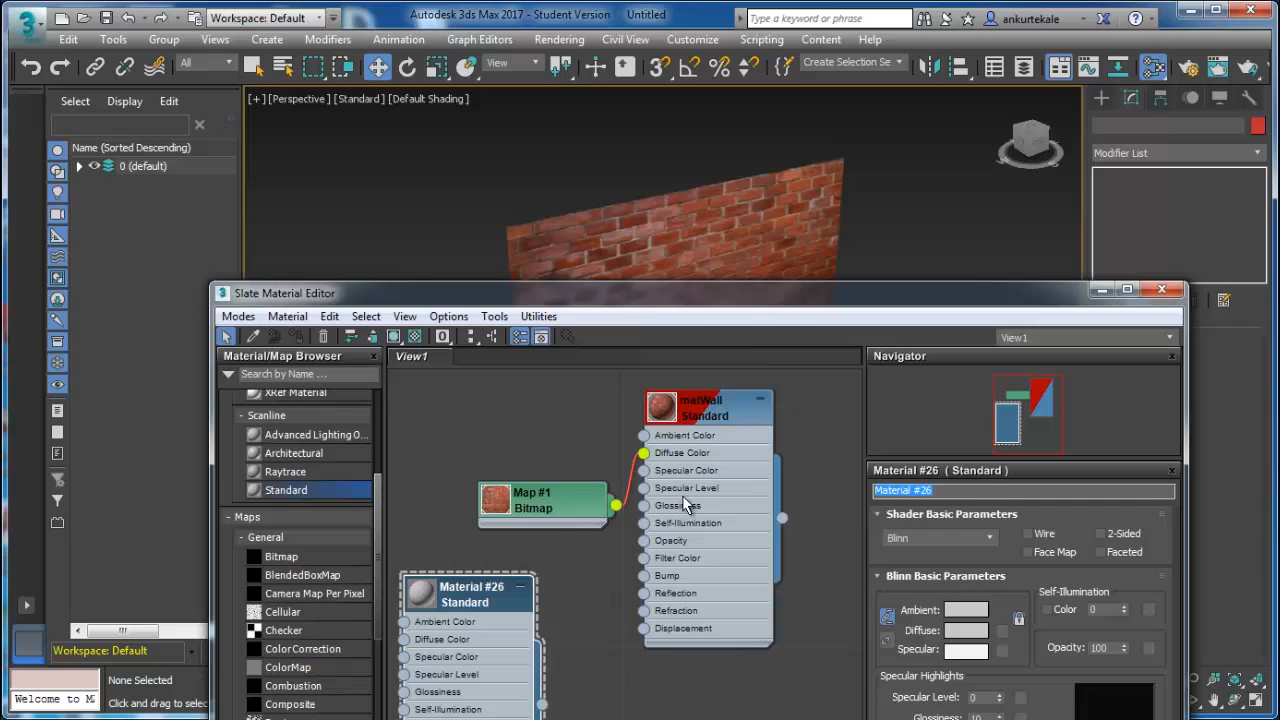 Workspace: Default
Autodesk 3ds Max 2017 - Student Version Untitled
Type a keyword or phrase
ankurtekale
Edit Tools Group Views Create Modifiers Animation Graph Editors Rendering Civil View Customize Scripting Content Help
All
View
Create Selection Se
Select Display Edit
[+] [Perspective] [Standard] [Default Shading]
Name (Sorted Descending)
0 (default)
Modifier List
Slate Material Editor
Modes Material Edit Select View Options Tools Utilities
View1
Material/Map Browser
View1
Navigator
Search by Name ...
XRef Material
- Scanline
Advanced Lighting O...
Architectural
Raytrace
Standard
- Maps
- General
Bitmap
BlendedBoxMap
Camera Map Per Pixel
Cellular
Checker
ColorCorrection
ColorMap
Combustion
Composite
matWall
Standard
Ambient Color
Diffuse Color
Specular Color
Specular Level
Glossiness
Self-Illumination
Opacity
Filter Color
Bump
Reflection
Refraction
Displacement
Map #1
Bitmap
Material #26
Standard
Ambient Color
Diffuse Color
Specular Color
Specular Level
Glossiness
Self-Illumination
Material #26 ( Standard )
Material #26
Shader Basic Parameters
Blinn
Wire
2-Sided
Face Map
Faceted
Blinn Basic Parameters
Self-Illumination
Ambient:
Color 0
Diffuse:
Specular:
Opacity: 100
Specular Highlights
Specular Level: 0
Glossiness: 10
Workspace: Default
None Selected
Welcome to M
Click and drag to selec